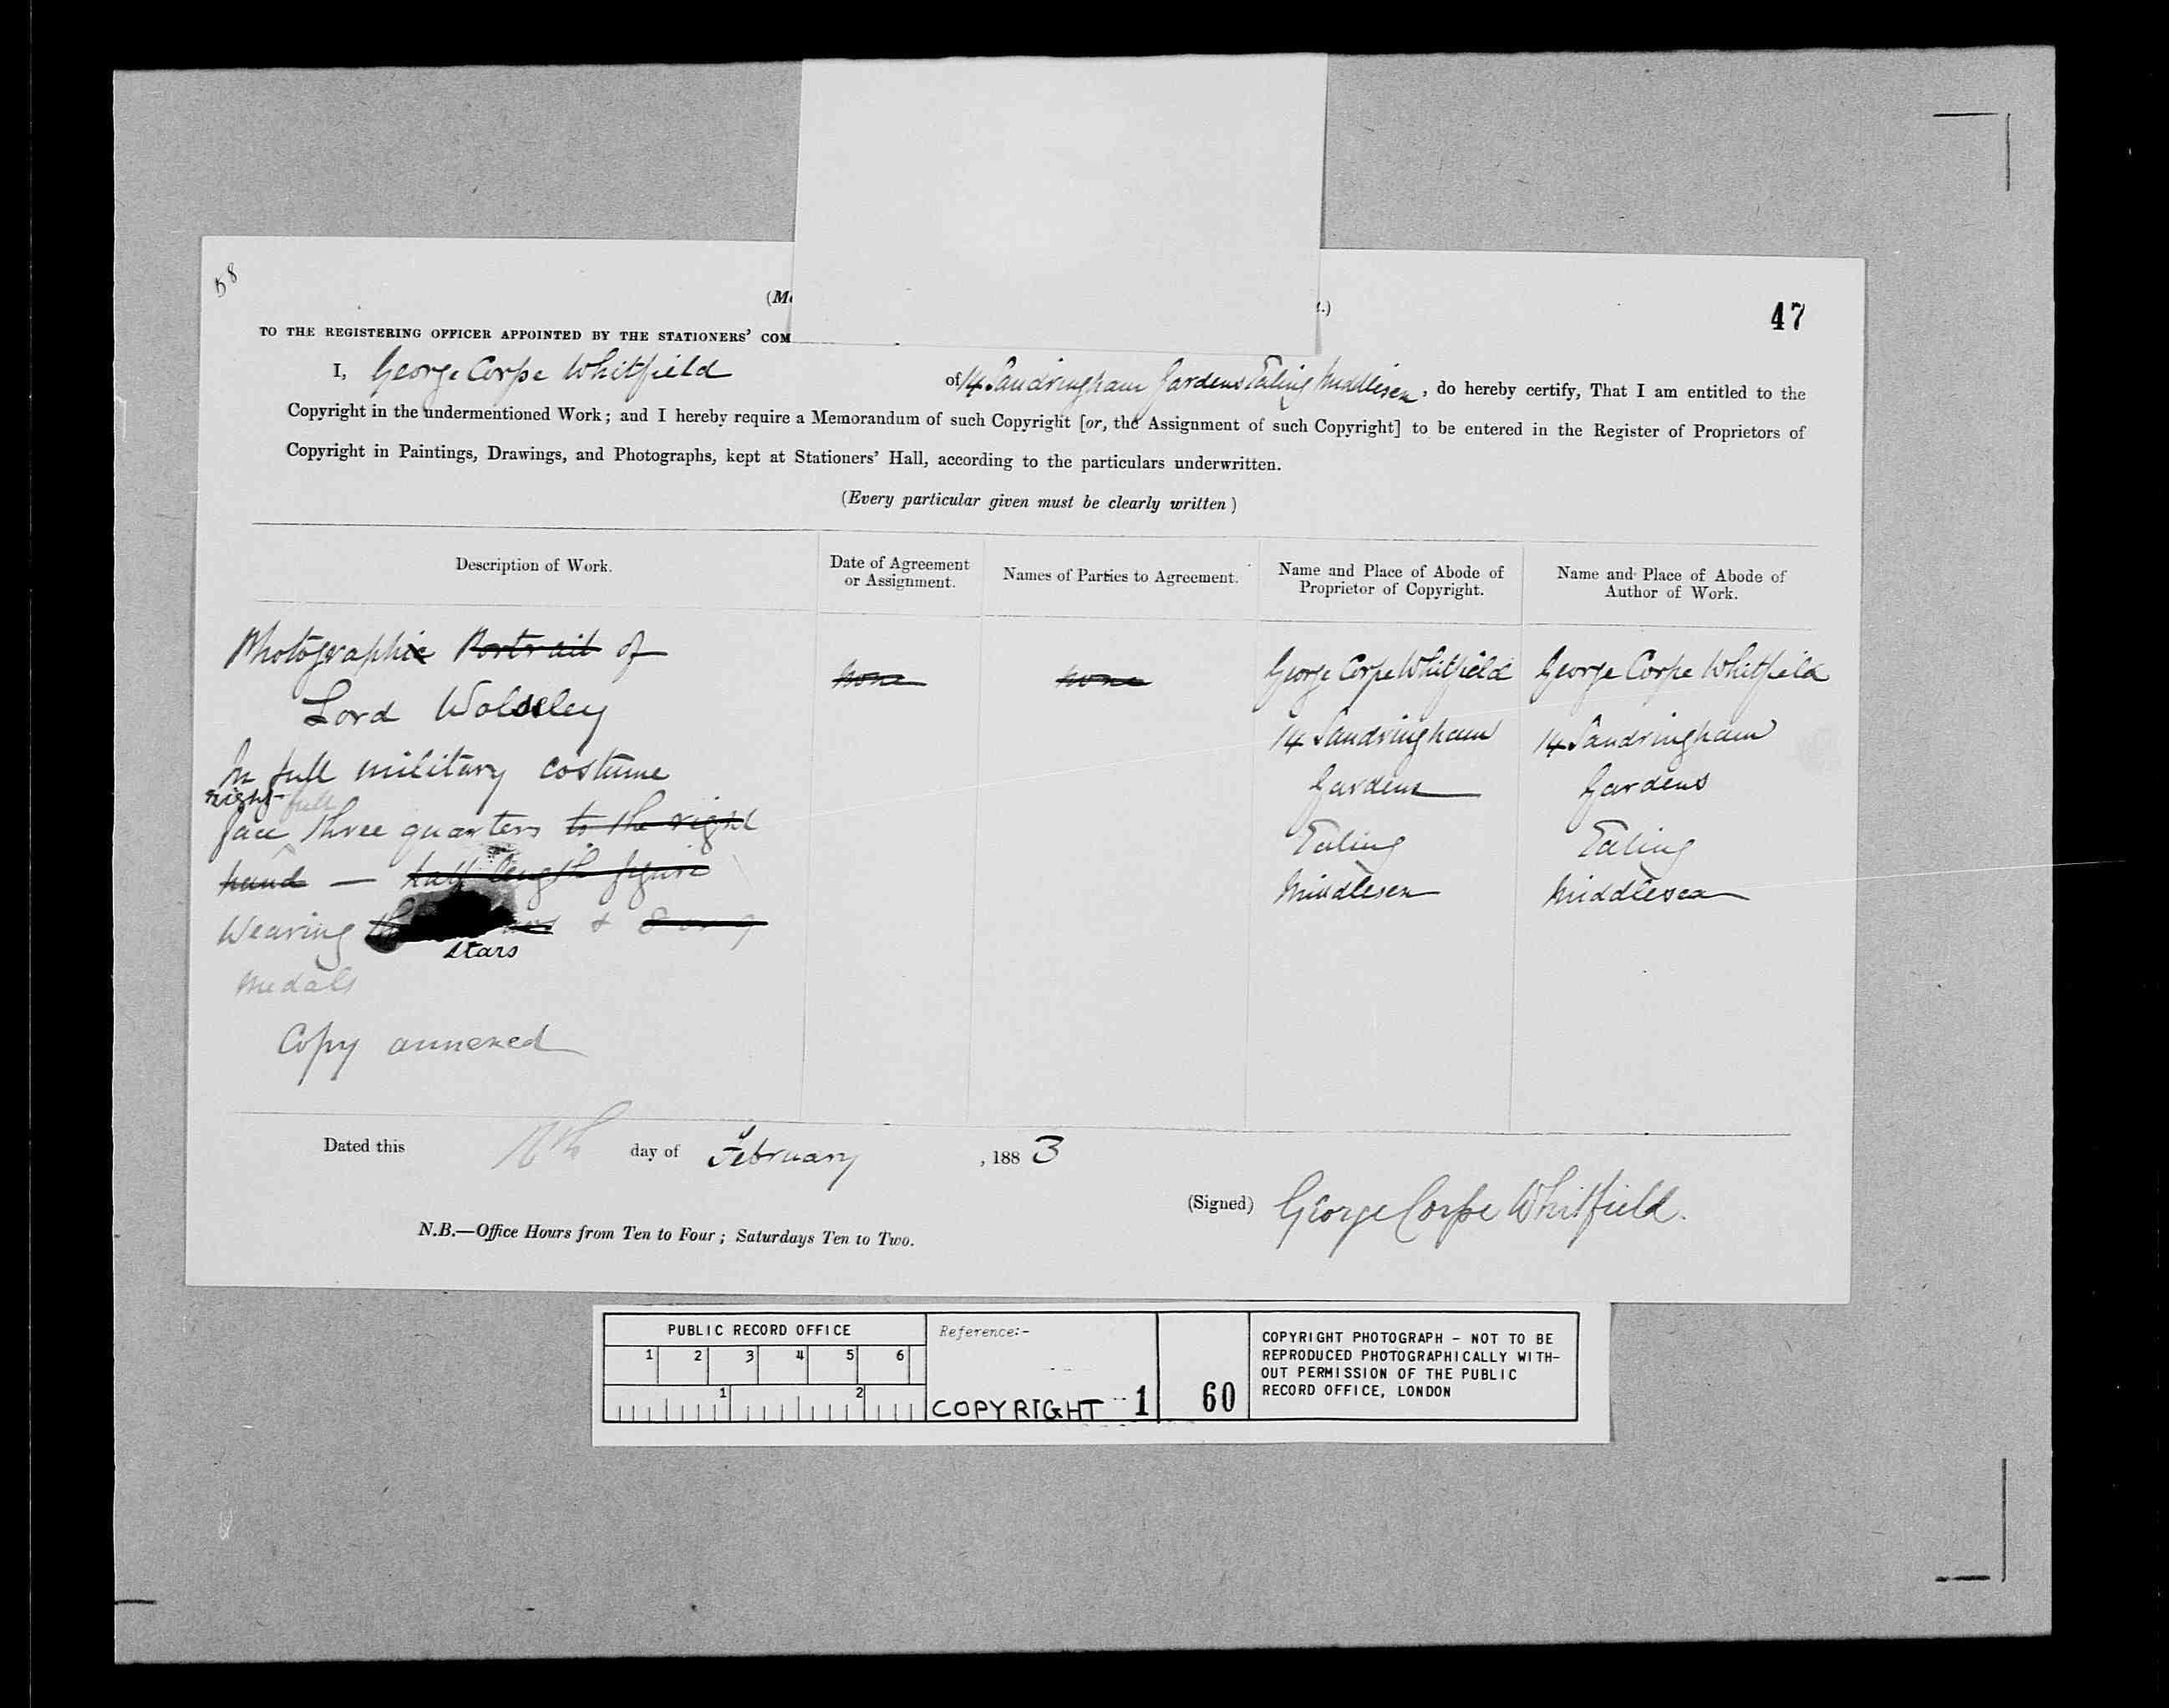 58
47
TO THE REGISTERING OFFICER APPOINTED BY THE STATIONERS' COM
I, George Corpe Whitfield of 14 Sandringham Gardens Ealing Middlesex, do hereby certify, That I am entitled to the
Copyright in the undermentioned Work; and I hereby require a Memorandum of such Copyright [or, the Assignment of such Copyright] to be entered in the Register of Proprietors of
Copyright in Paintings, Drawings, and Photographs, kept at Stationers' Hall, according to the particulars underwritten.
(Every particular given must be clearly written)
Description of Work.
Photographic Portrait of
Lord Wolseley
In full military costume
right full
face three quarters to the right
hand — half length figure
Wearing &
stars
medals
Copy annexed
Date of Agreement
or Assignment.
None
Names of Parties to Agreement.
None
Name and Place of Abode of
Proprietor of Copyright.
George Corpe Whitfield
14 Sandringham
Gardens
Ealing
Middlesex
Name and Place of Abode of
Author of Work.
George Corpe Whitfield
14 Sandringham
Gardens
Ealing
Middlesex
Dated this day of February, 1883
(Signed) George Corpe Whitfield.
N.B.—Office Hours from Ten to Four; Saturdays Ten to Two.
PUBLIC RECORD OFFICE
1 2 3 4 5 6
1 2
Reference:-
COPYRIGHT 1
60
COPYRIGHT PHOTOGRAPH - NOT TO BE
REPRODUCED PHOTOGRAPHICALLY WITH-
OUT PERMISSION OF THE PUBLIC
RECORD OFFICE, LONDON